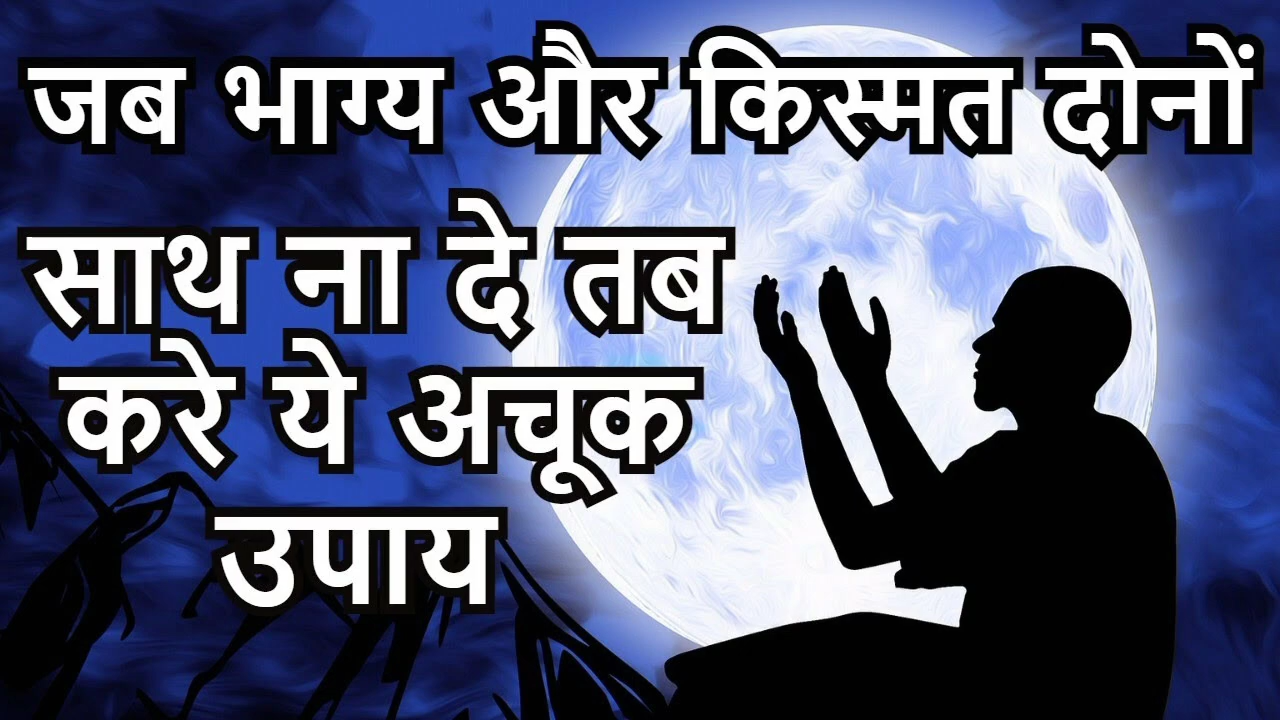 जब भाग्य और किस्मत दोनों
साथ ना दे तब
करे ये अचूक
उपाय